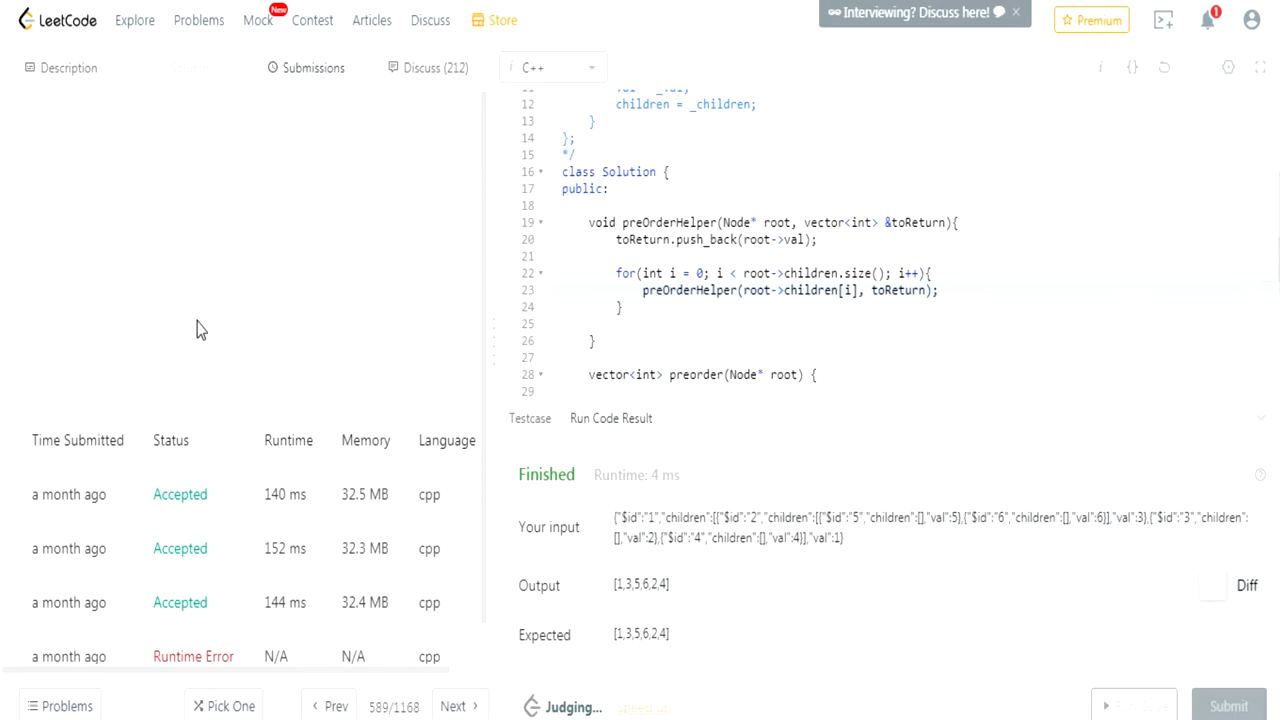 LeetCode Explore Problems Mock New Contest Articles Discuss Store
Interviewing? Discuss here! ×
Premium 1
Description Submissions Discuss (212)
i C++ i {}
12 children = _children;
13 }
14 };
15 */
16 class Solution {
17 public:
18
19 void preOrderHelper(Node* root, vector<int> &toReturn){
20 toReturn.push_back(root->val);
21
22 for(int i = 0; i < root->children.size(); i++){
23 preOrderHelper(root->children[i], toReturn);
24 }
25
26 }
27
28 vector<int> preorder(Node* root) {
29
Testcase Run Code Result
Finished Runtime: 4 ms
Your input
{"$id":"1","children":[{"$id":"2","children":[{"$id":"5","children":[],"val":5},{"$id":"6","children":[],"val":6}],"val":3},{"$id":"3","children":
[],"val":2},{"$id":"4","children":[],"val":4}],"val":1}
Output [1,3,5,6,2,4] Diff
Expected [1,3,5,6,2,4]
Time Submitted Status Runtime Memory Language
a month ago Accepted 140 ms 32.5 MB cpp
a month ago Accepted 152 ms 32.3 MB cpp
a month ago Accepted 144 ms 32.4 MB cpp
a month ago Runtime Error N/A N/A cpp
Problems Pick One Prev 589/1168 Next
Judging... Submit